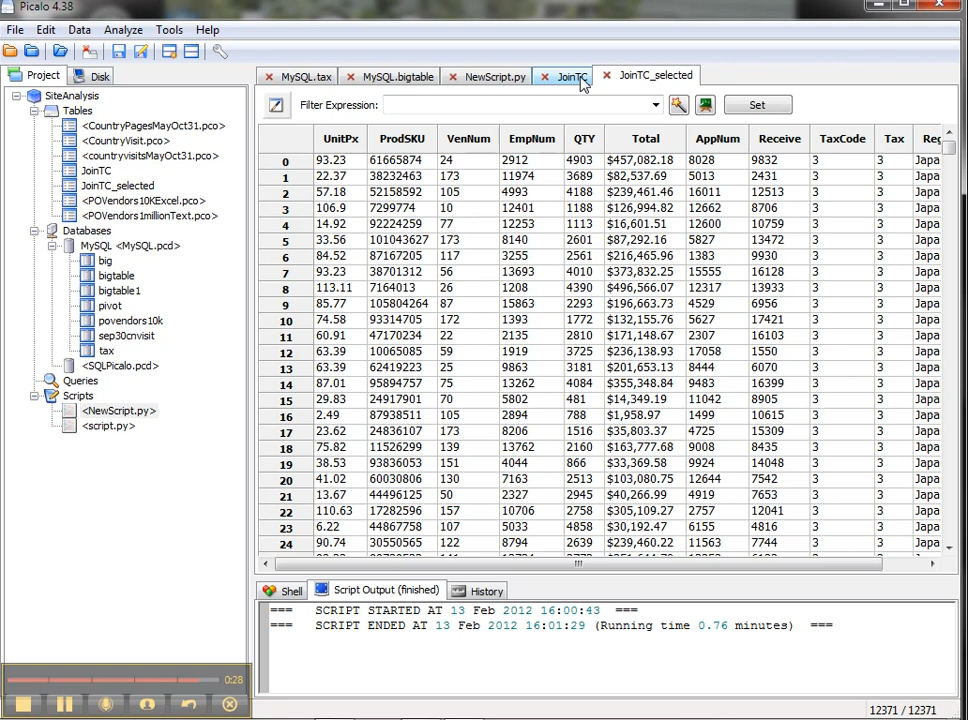 Picalo 4.38
File Edit Data Analyze Tools Help
Project Disk
MySQL.tax MySQL.bigtable NewScript.py JoinTC JoinTC_selected
SiteAnalysis
Tables
<CountryPagesMayOct31.pco>
<CountryVisit.pco>
<countryvisitsMayOct31.pco>
JoinTC
JoinTC_selected
<POVendors10KExcel.pco>
<POVendors1millionText.pco>
Databases
MySQL <MySQL.pcd>
big
bigtable
bigtable1
pivot
povendors10k
sep30cnvisit
tax
<SQLPicalo.pcd>
Queries
Scripts
<NewScript.py>
<script.py>
Filter Expression: Set
UnitPx ProdSKU VenNum EmpNum QTY Total AppNum Receive TaxCode Tax Reg
0 93.23 61665874 24 2912 4903 $457,082.18 8028 9832 3 3 Japa
1 22.37 38232463 173 11974 3689 $82,537.69 5013 2431 3 3 Japa
2 57.18 52158592 105 4993 4188 $239,461.46 16011 12513 3 3 Japa
3 106.9 7299774 10 12401 1188 $126,994.82 12662 8706 3 3 Japa
4 14.92 92224259 77 12253 1113 $16,601.51 12600 10759 3 3 Japa
5 33.56 101043627 173 8140 2601 $87,292.16 5827 13472 3 3 Japa
6 84.52 87167205 117 3255 2561 $216,465.96 1383 9930 3 3 Japa
7 93.23 38701312 56 13693 4010 $373,832.25 15555 16128 3 3 Japa
8 113.11 7164013 26 1208 4390 $496,566.07 12317 13933 3 3 Japa
9 85.77 105804264 87 15863 2293 $196,663.73 4529 6956 3 3 Japa
10 74.58 93314705 172 1393 1772 $132,155.76 5627 17421 3 3 Japa
11 60.91 47170234 22 2135 2810 $171,148.67 2307 16103 3 3 Japa
12 63.39 10065085 59 1919 3725 $236,138.93 17058 1550 3 3 Japa
13 63.39 62419223 25 9863 3181 $201,653.13 8444 6070 3 3 Japa
14 87.01 95894757 75 13262 4084 $355,348.84 9483 16399 3 3 Japa
15 29.83 24917901 70 5802 481 $14,349.19 11042 8905 3 3 Japa
16 2.49 87938511 105 2894 788 $1,958.97 1499 10615 3 3 Japa
17 23.62 24836107 173 8206 1516 $35,803.37 4725 15309 3 3 Japa
18 75.82 11526299 139 13762 2160 $163,777.68 9008 8435 3 3 Japa
19 38.53 93836053 151 4044 866 $33,369.58 9924 14048 3 3 Japa
20 41.02 60030806 130 7163 2513 $103,080.75 12644 7542 3 3 Japa
21 13.67 44496125 50 2327 2945 $40,266.99 4919 7653 3 3 Japa
22 110.63 17282596 157 10706 2758 $305,109.27 2757 12041 3 3 Japa
23 6.22 44867758 107 5033 4858 $30,192.47 6155 4816 3 3 Japa
24 90.74 30550565 122 8794 2639 $239,460.22 11563 7744 3 3 Japa
Shell Script Output (finished) History
=== SCRIPT STARTED AT 13 Feb 2012 16:00:43 ===
=== SCRIPT ENDED AT 13 Feb 2012 16:01:29 (Running time 0.76 minutes) ===
0:28
12371 / 12371